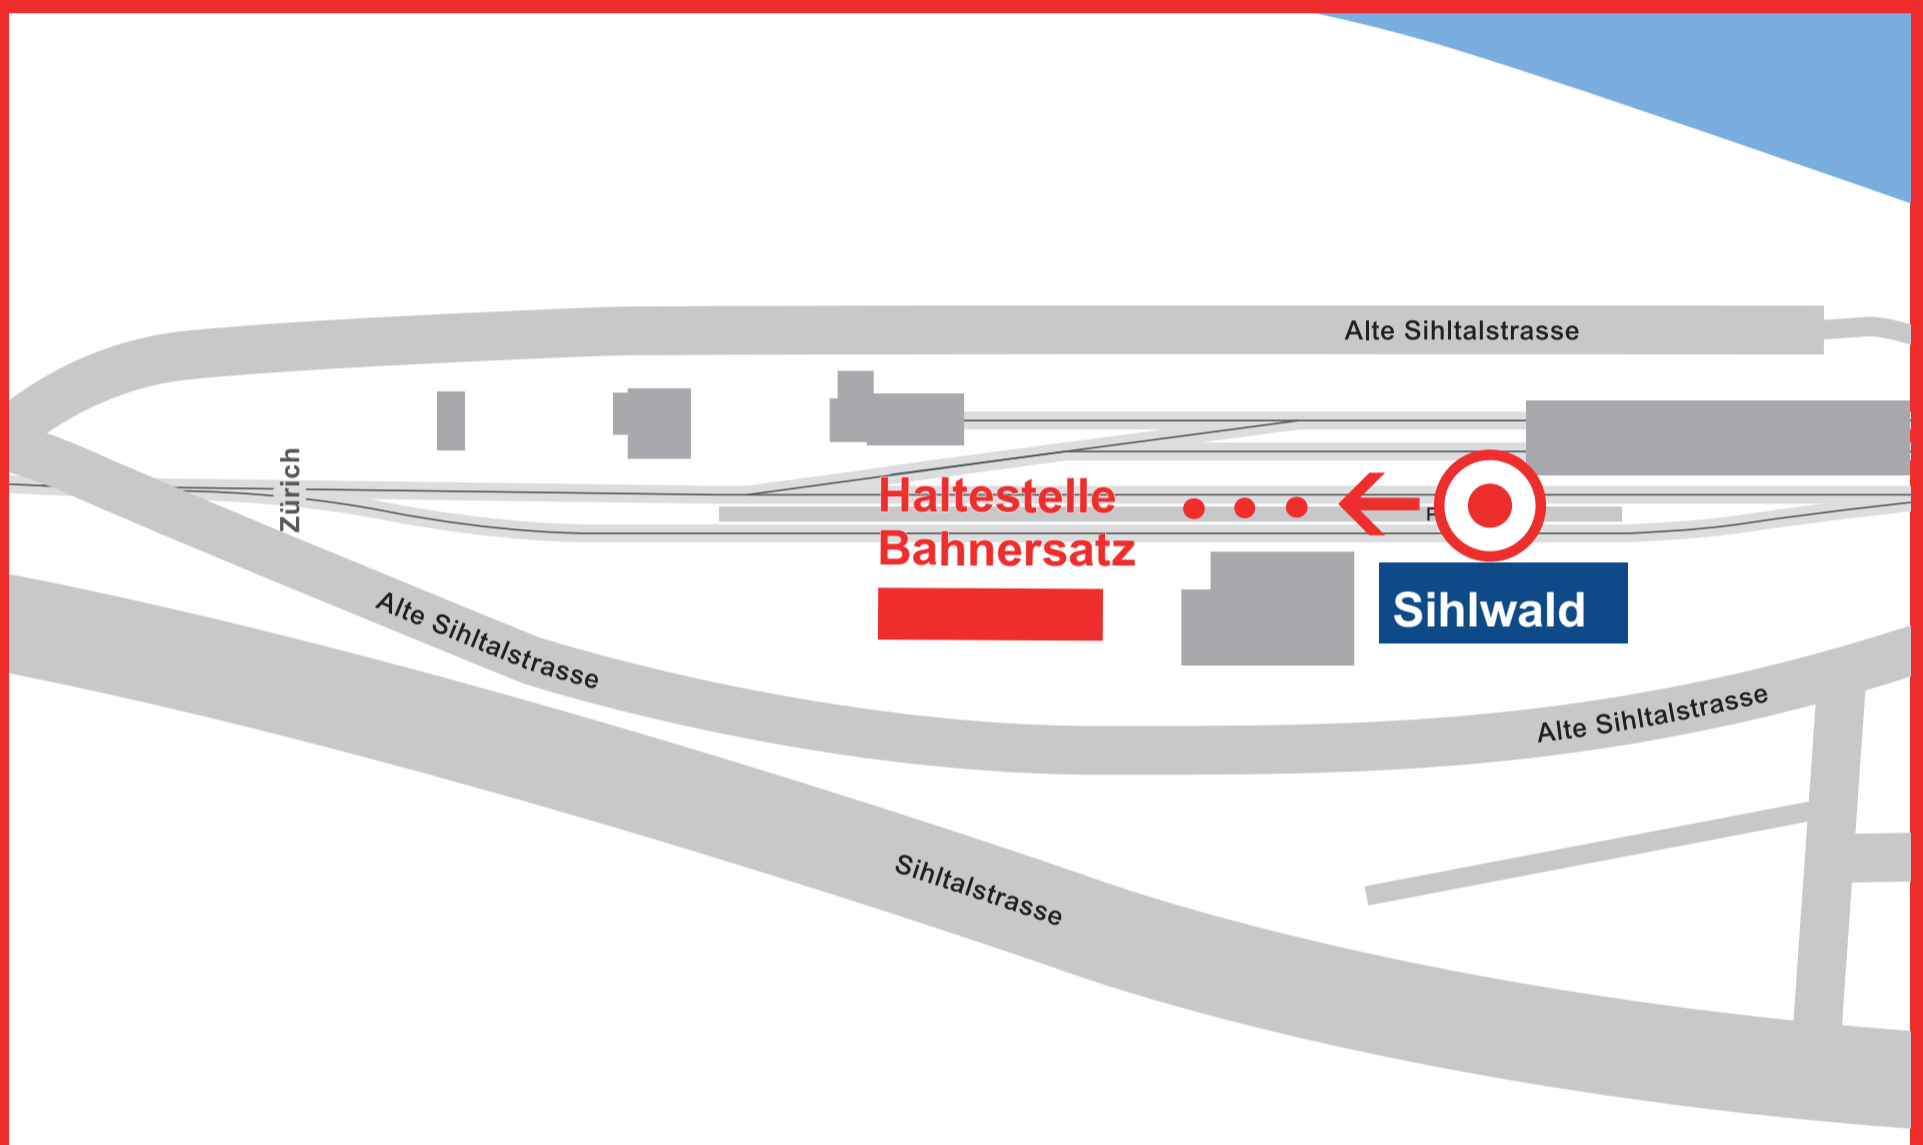 Alte Sihltalstrasse
Zürich
Haltestelle
Bahnersatz
Sihlwald
Alte Sihltalstrasse
Alte Sihltalstrasse
Sihltalstrasse